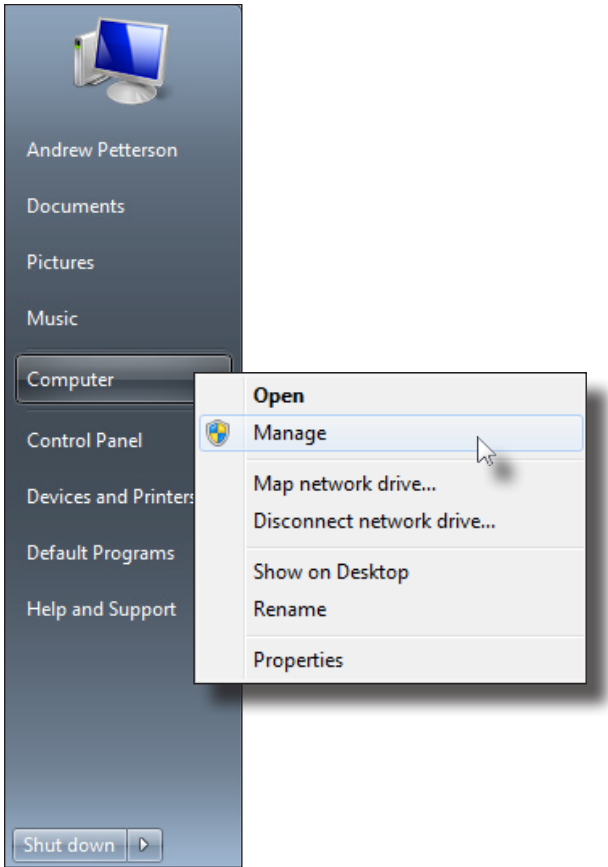 Andrew Petterson
Documents
Pictures
Music
Computer
Open
Manage
Control Panel
Map network drive...
Devices and Printers
Disconnect network drive...
Default Programs
Show on Desktop
Help and Support
Rename
Properties
Shut down